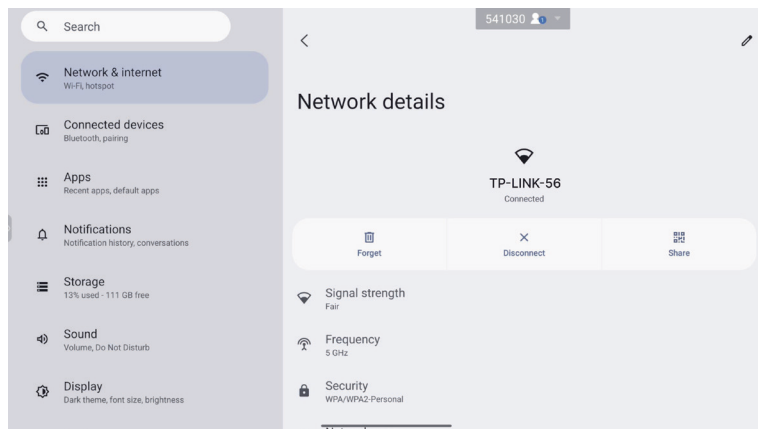 Search
Network & internet
Wi-Fi, hotspot
Connected devices
Bluetooth, pairing
Apps
Recent apps, default apps
Notifications
Notification history, conversations
Storage
13% used - 111 GB free
Sound
Volume, Do Not Disturb
Display
Dark theme, font size, brightness
541030
Network details
TP-LINK-56
Connected
Forget
Disconnect
Share
Signal strength
Fair
Frequency
5 GHz
Security
WPA/WPA2-Personal